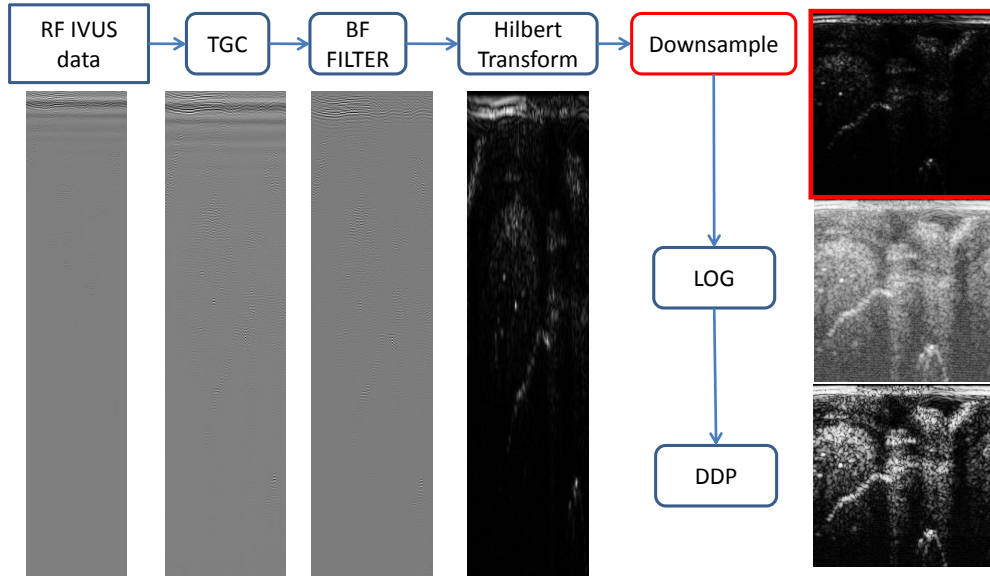 RF IVUS
data
TGC
BF
FILTER
Hilbert
Transform
Downsample
LOG
DDP